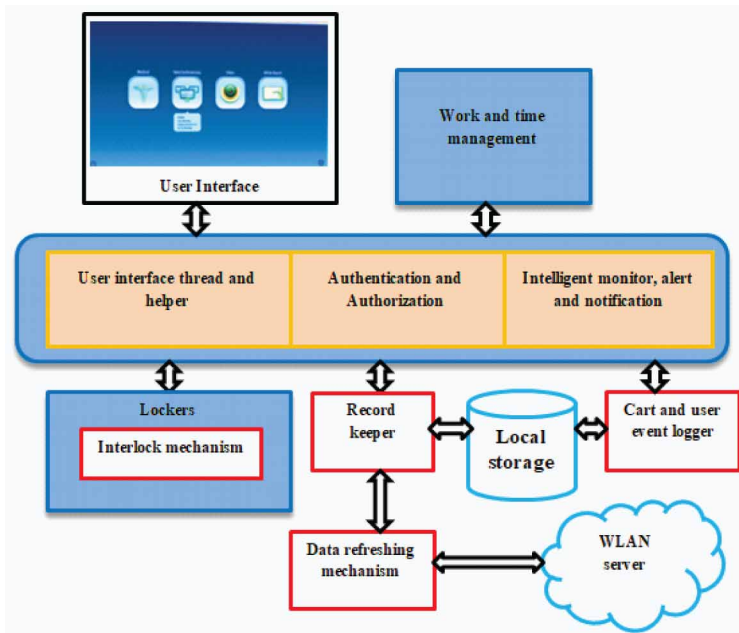 User Interface
Work and time
management
User interface thread and
helper
Authentication and
Authorization
Intelligent monitor, alert
and notification
Lockers
Interlock mechanism
Record
keeper
Local
storage
Cart and user
event logger
Data refreshing
mechanism
WLAN
server